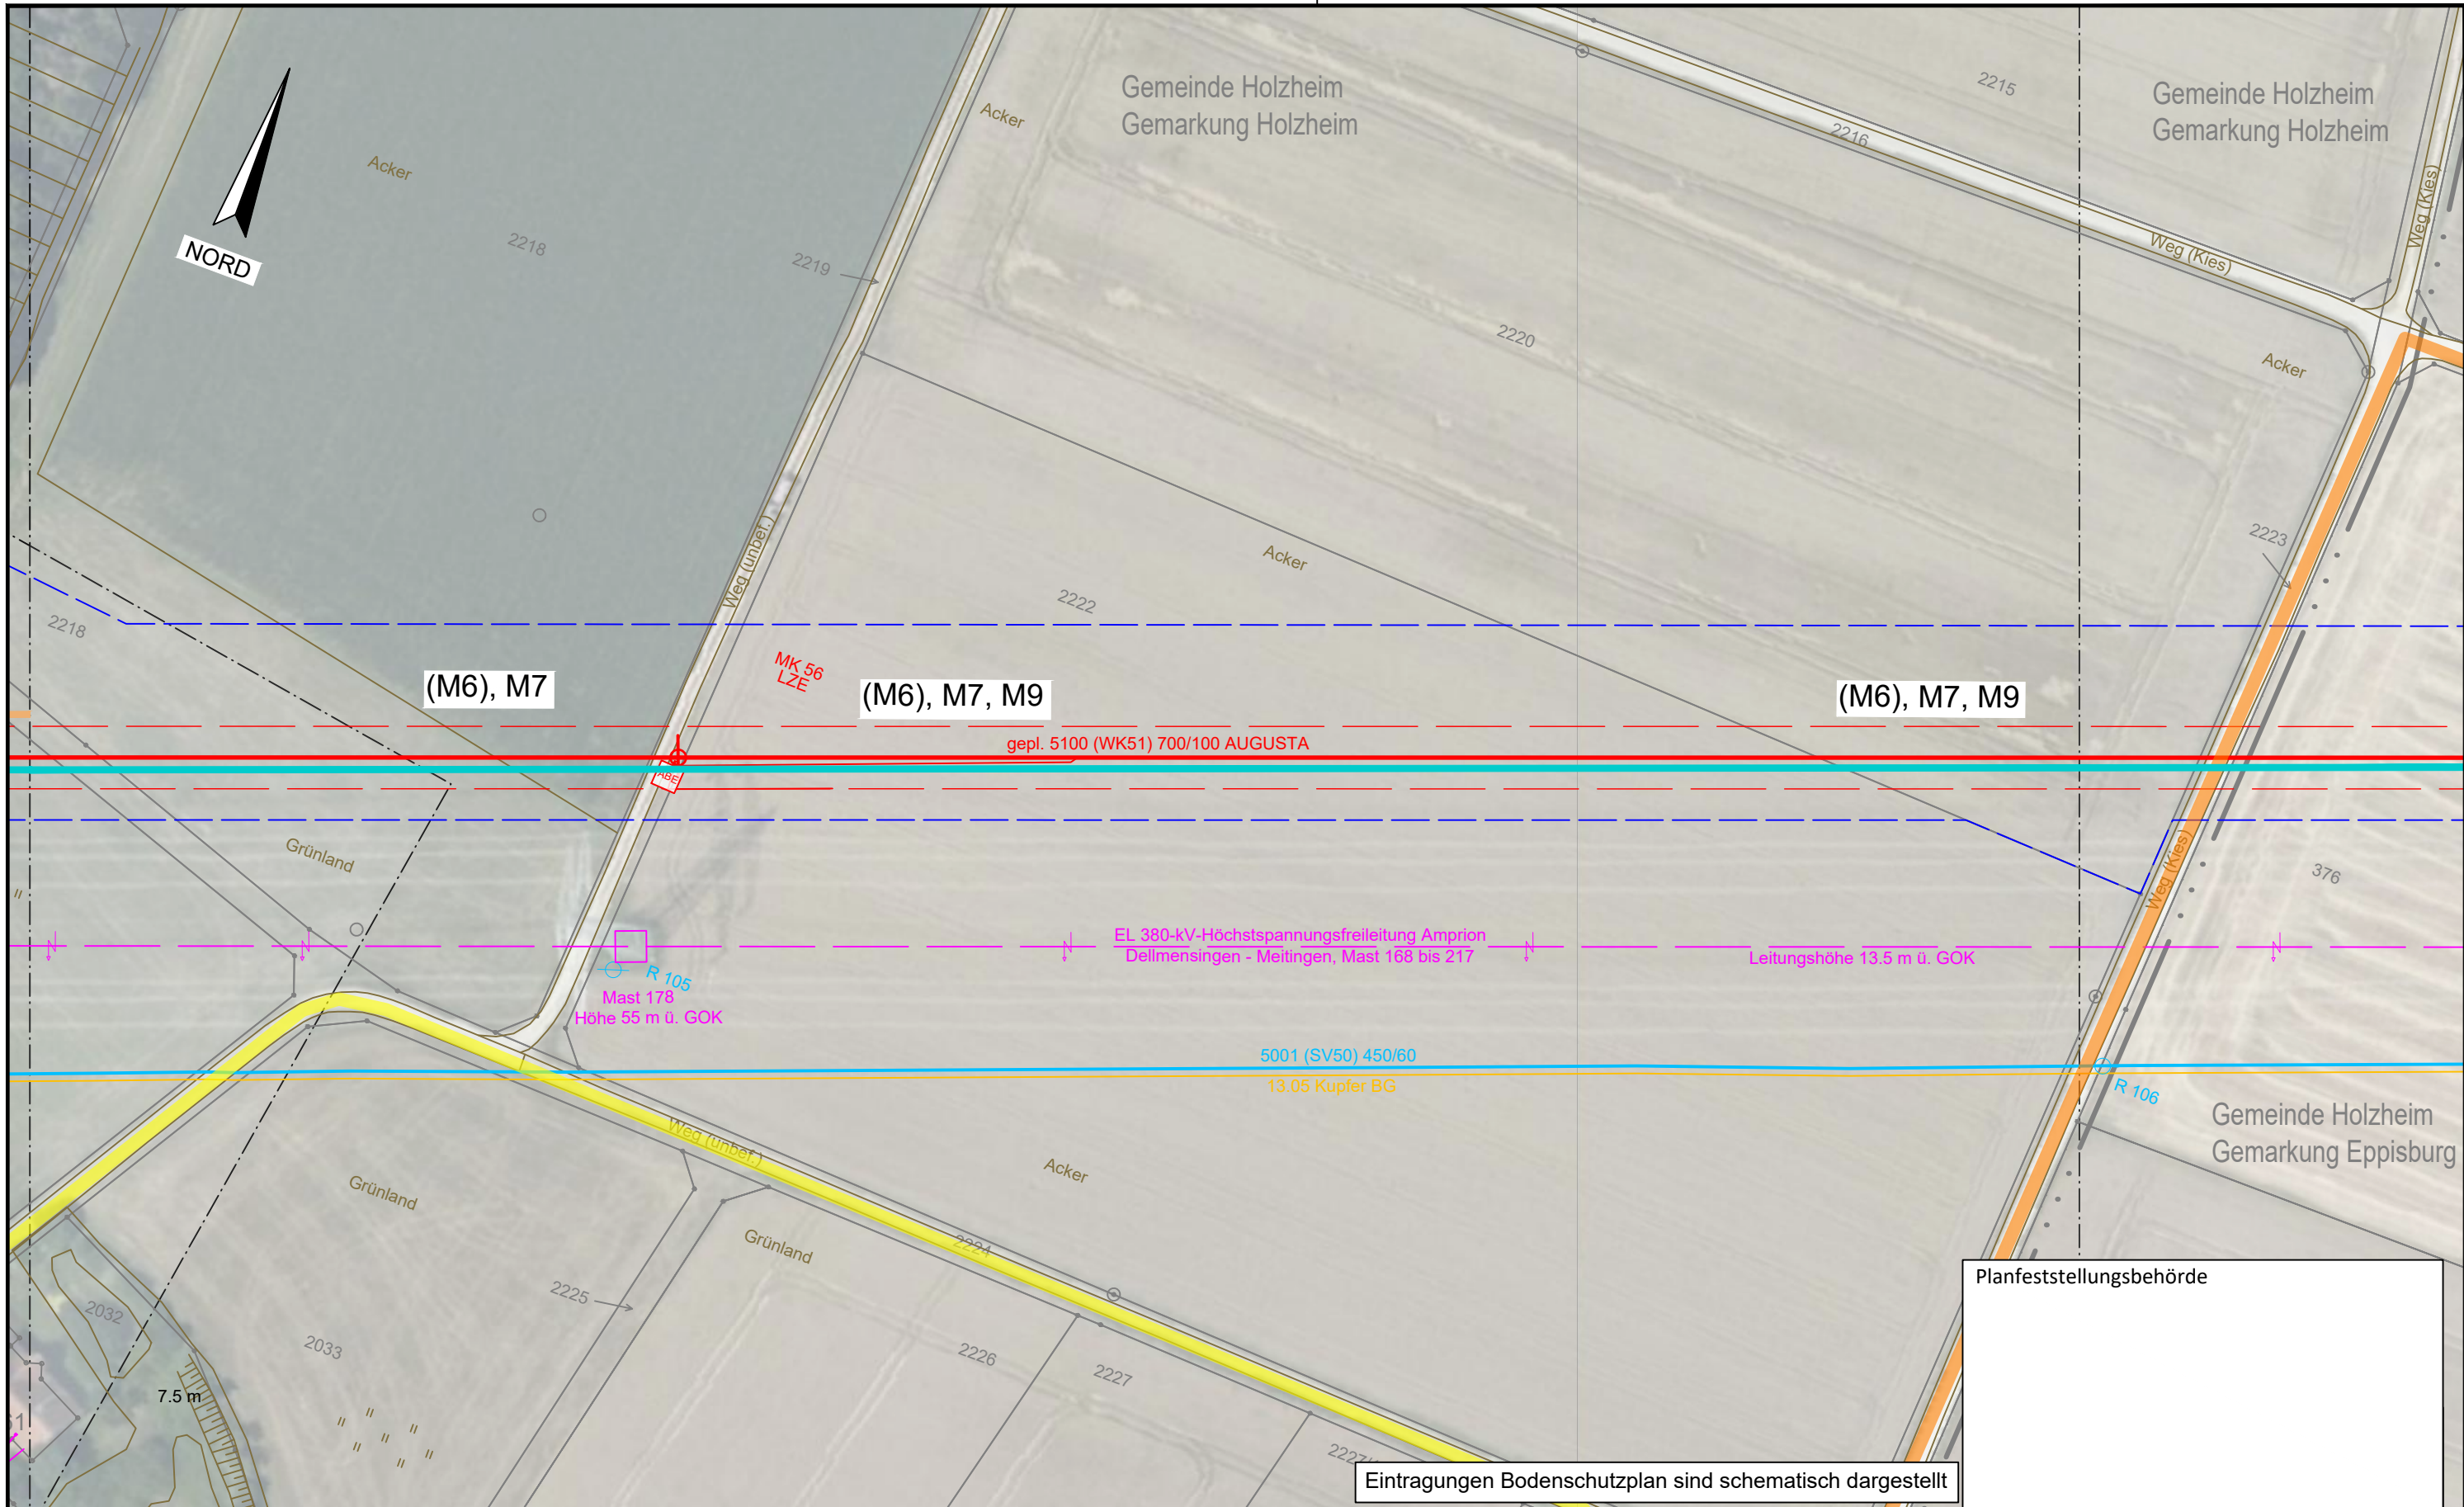 Gemeinde Holzheim
Gemarkung Holzheim
Gemeinde Holzheim
Gemarkung Holzheim
2215
2216
Acker
Acker
NORD
2218
2219
Weg (Kies)
Weg (Kies)
2220
Acker
Acker
2223
Weg (unbef.)
2222
2218
MK 56
LZE
(M6), M7
(M6), M7, M9
(M6), M7, M9
gepl. 5100 (WK51) 700/100 AUGUSTA
ABE
Grünland
Weg (Kies)
376
EL 380-kV-Höchstspannungsfreileitung Amprion
Dellmensingen - Meitingen, Mast 168 bis 217
Leitungshöhe 13.5 m ü. GOK
R 105
Mast 178
Höhe 55 m ü. GOK
5001 (SV50) 450/60
13.05 Kupfer BG
R 106
Gemeinde Holzheim
Gemarkung Eppisburg
Weg (unbef.)
Acker
Grünland
Grünland
2224
2225
2032
2033
2226
2227
7.5 m
Planfeststellungsbehörde
Eintragungen Bodenschutzplan sind schematisch dargestellt